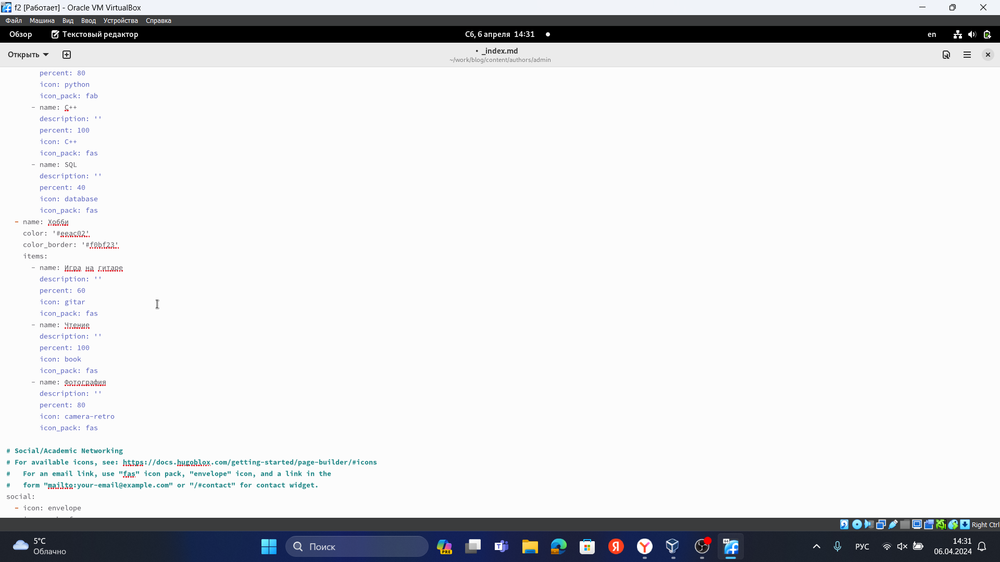 f2 [Работает] - Oracle VM VirtualBox
Файл Машина Вид Ввод Устройства Справка
Обзор Текстовый редактор Сб, 6 апреля 14:31 en
Открыть • _index.md
~/work/blog/content/authors/admin
percent: 80
icon: python
icon_pack: fab
- name: C++
description: ''
percent: 100
icon: C++
icon_pack: fas
- name: SQL
description: ''
percent: 40
icon: database
icon_pack: fas
- name: Хобби
color: '#eeac02'
color_border: '#f0bf23'
items:
- name: Игра на гитаре
description: ''
percent: 60
icon: gitar
icon_pack: fas
- name: Чтение
description: ''
percent: 100
icon: book
icon_pack: fas
- name: Фотография
description: ''
percent: 80
icon: camera-retro
icon_pack: fas
# Social/Academic Networking
# For available icons, see: https://docs.hugoblox.com/getting-started/page-builder/#icons
#   For an email link, use "fas" icon pack, "envelope" icon, and a link in the
#   form "mailto:your-email@example.com" or "/#contact" for contact widget.
social:
- icon: envelope
Right Ctrl
5°C
Облачно
Поиск
PRE
64
РУС
14:31
06.04.2024